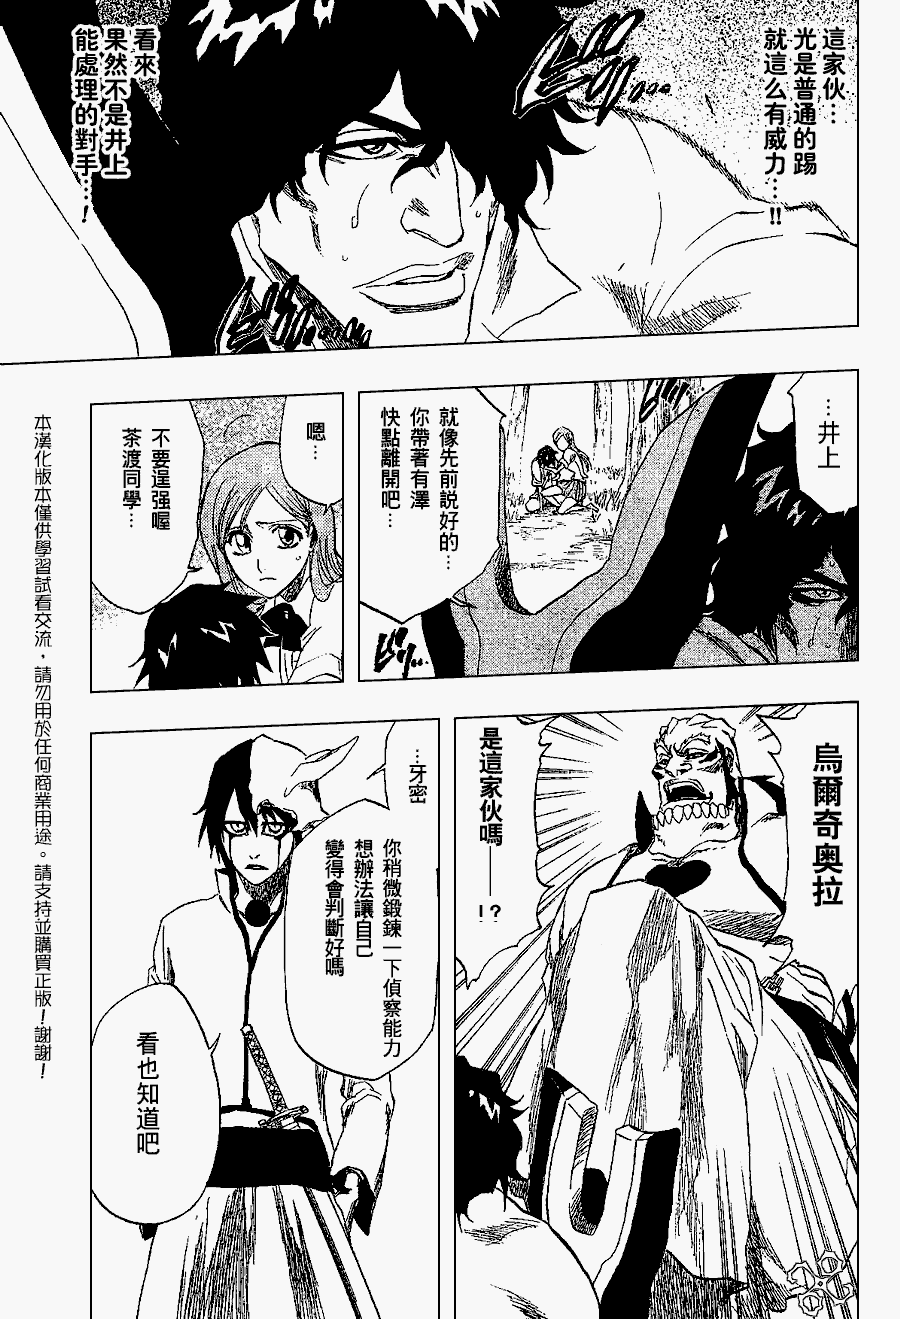 這家伙…
光是普通的踢
就這么有威力…!!
看來
果然不是井上
能處理的對手…!
…井上
就像先前說好的…
你帶著有澤
快點離開吧…
嗯…
不要逞强喔
茶渡同學…
烏爾奇奧拉
是這家伙嗎——!?
…牙密
你稍微鍛鍊一下偵察能力
想辦法讓自己
變得會判斷好嗎
看也知道吧
本漢化版本僅供學習試看交流，請勿用於任何商業用途。請支持並購買正版！謝謝！